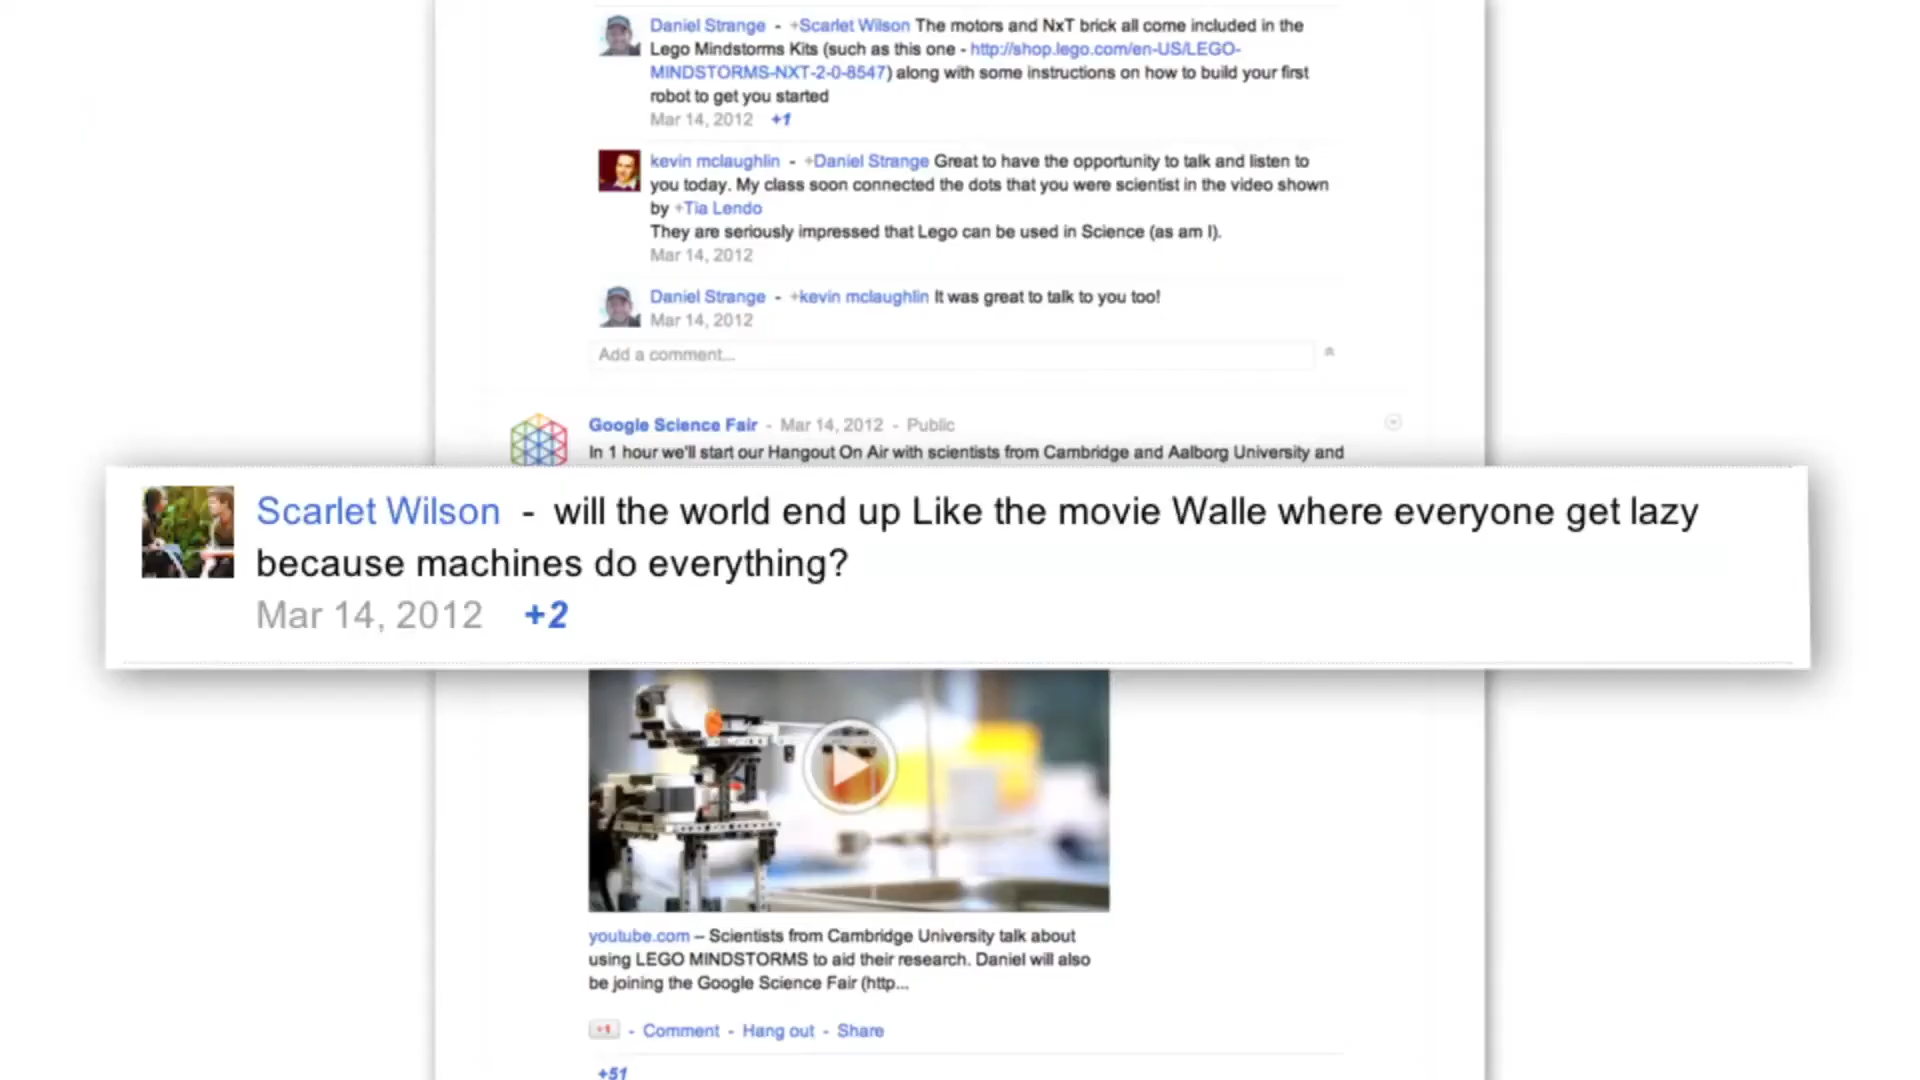 Daniel Strange - +Scarlet Wilson The motors and NxT brick all come included in the
Lego Mindstorms Kits (such as this one - http://shop.lego.com/en-US/LEGO-
MINDSTORMS-NXT-2-0-8547) along with some instructions on how to build your first
robot to get you started
Mar 14, 2012 +1
kevin mclaughlin - +Daniel Strange Great to have the opportunity to talk and listen to
you today. My class soon connected the dots that you were scientist in the video shown
by +Tia Lendo
They are seriously impressed that Lego can be used in Science (as am I).
Mar 14, 2012
Daniel Strange - +kevin mclaughlin It was great to talk to you too!
Mar 14, 2012
Add a comment...
Google Science Fair - Mar 14, 2012 - Public
In 1 hour we'll start our Hangout On Air with scientists from Cambridge and Aalborg University and
Scarlet Wilson - will the world end up Like the movie Walle where everyone get lazy
because machines do everything?
Mar 14, 2012 +2
youtube.com – Scientists from Cambridge University talk about
using LEGO MINDSTORMS to aid their research. Daniel will also
be joining the Google Science Fair (http...
+1 - Comment - Hang out - Share
+51